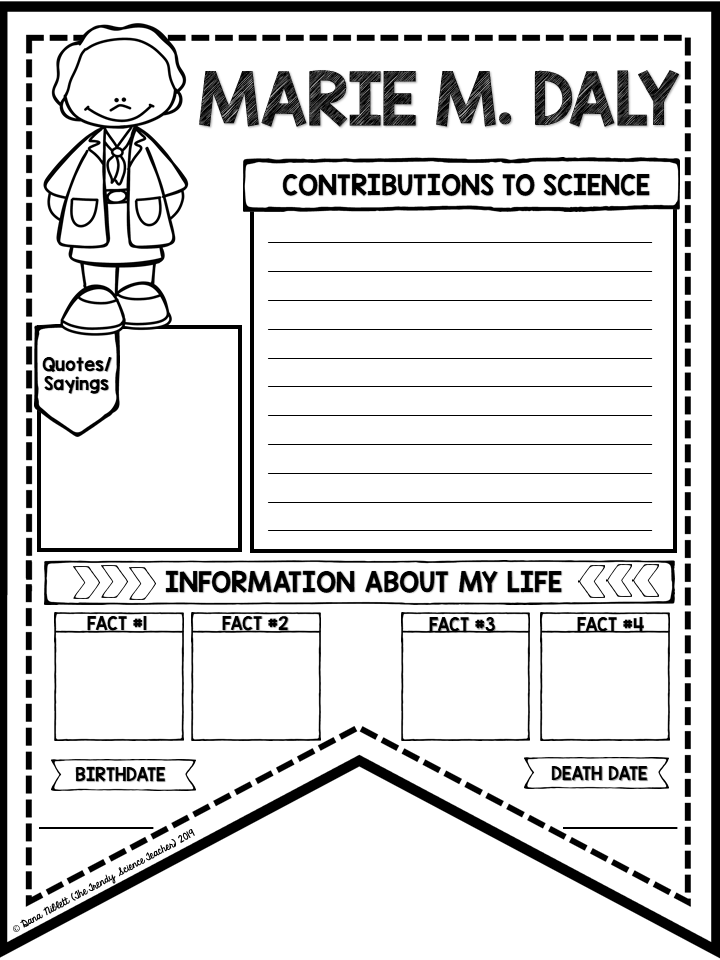 MARIE M. DALY
CONTRIBUTIONS TO SCIENCE
Quotes/
Sayings
INFORMATION ABOUT MY LIFE
FACT #1
FACT #2
FACT #3
FACT #4
BIRTHDATE
DEATH DATE
© Dana Niblett (The Trendy Science Teacher) 2019